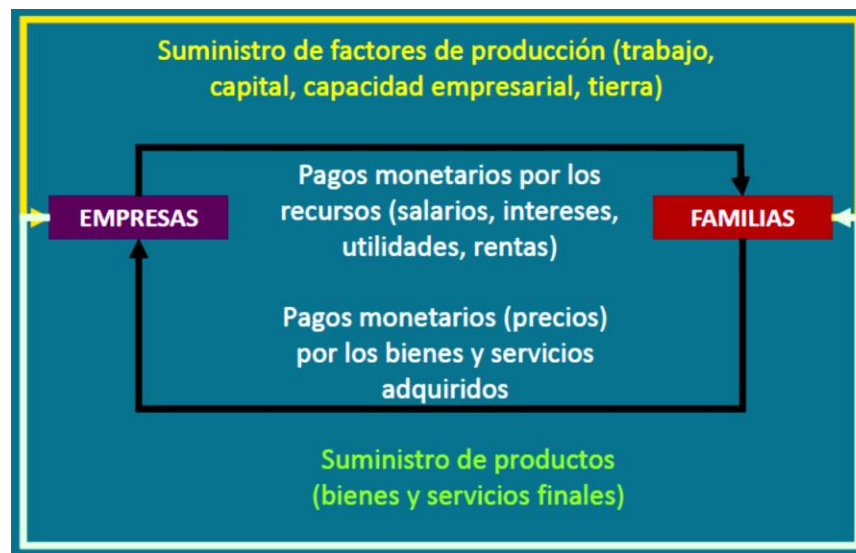 Suministro de factores de producción (trabajo,
capital, capacidad empresarial, tierra)
Pagos monetarios por los
recursos (salarios, intereses,
utilidades, rentas)
EMPRESAS
FAMILIAS
Pagos monetarios (precios)
por los bienes y servicios
adquiridos
Suministro de productos
(bienes y servicios finales)